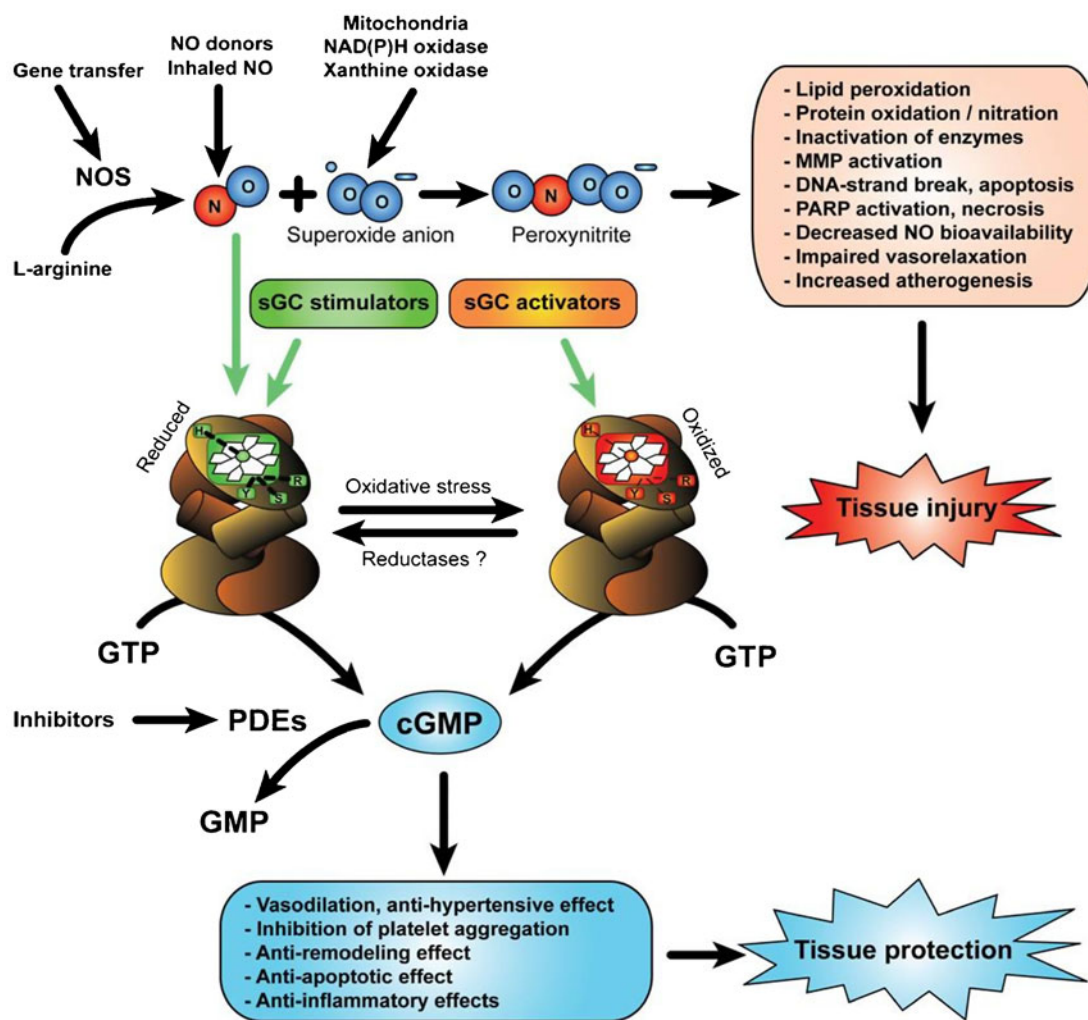 Mitochondria
NAD(P)H oxidase
Xanthine oxidase
NO donors
Inhaled NO
Gene transfer
NOS
L-arginine
N O
+
O O
Superoxide anion
O N O O
Peroxynitrite
- Lipid peroxidation
- Protein oxidation / nitration
- Inactivation of enzymes
- MMP activation
- DNA-strand break, apoptosis
- PARP activation, necrosis
- Decreased NO bioavailability
- Impaired vasorelaxation
- Increased atherogenesis
sGC stimulators
sGC activators
Reduced
H
Y S R
Oxidized
H
Y S R
Oxidative stress
Reductases ?
Tissue injury
GTP
GTP
Inhibitors
PDEs
cGMP
GMP
- Vasodilation, anti-hypertensive effect
- Inhibition of platelet aggregation
- Anti-remodeling effect
- Anti-apoptotic effect
- Anti-inflammatory effects
Tissue protection